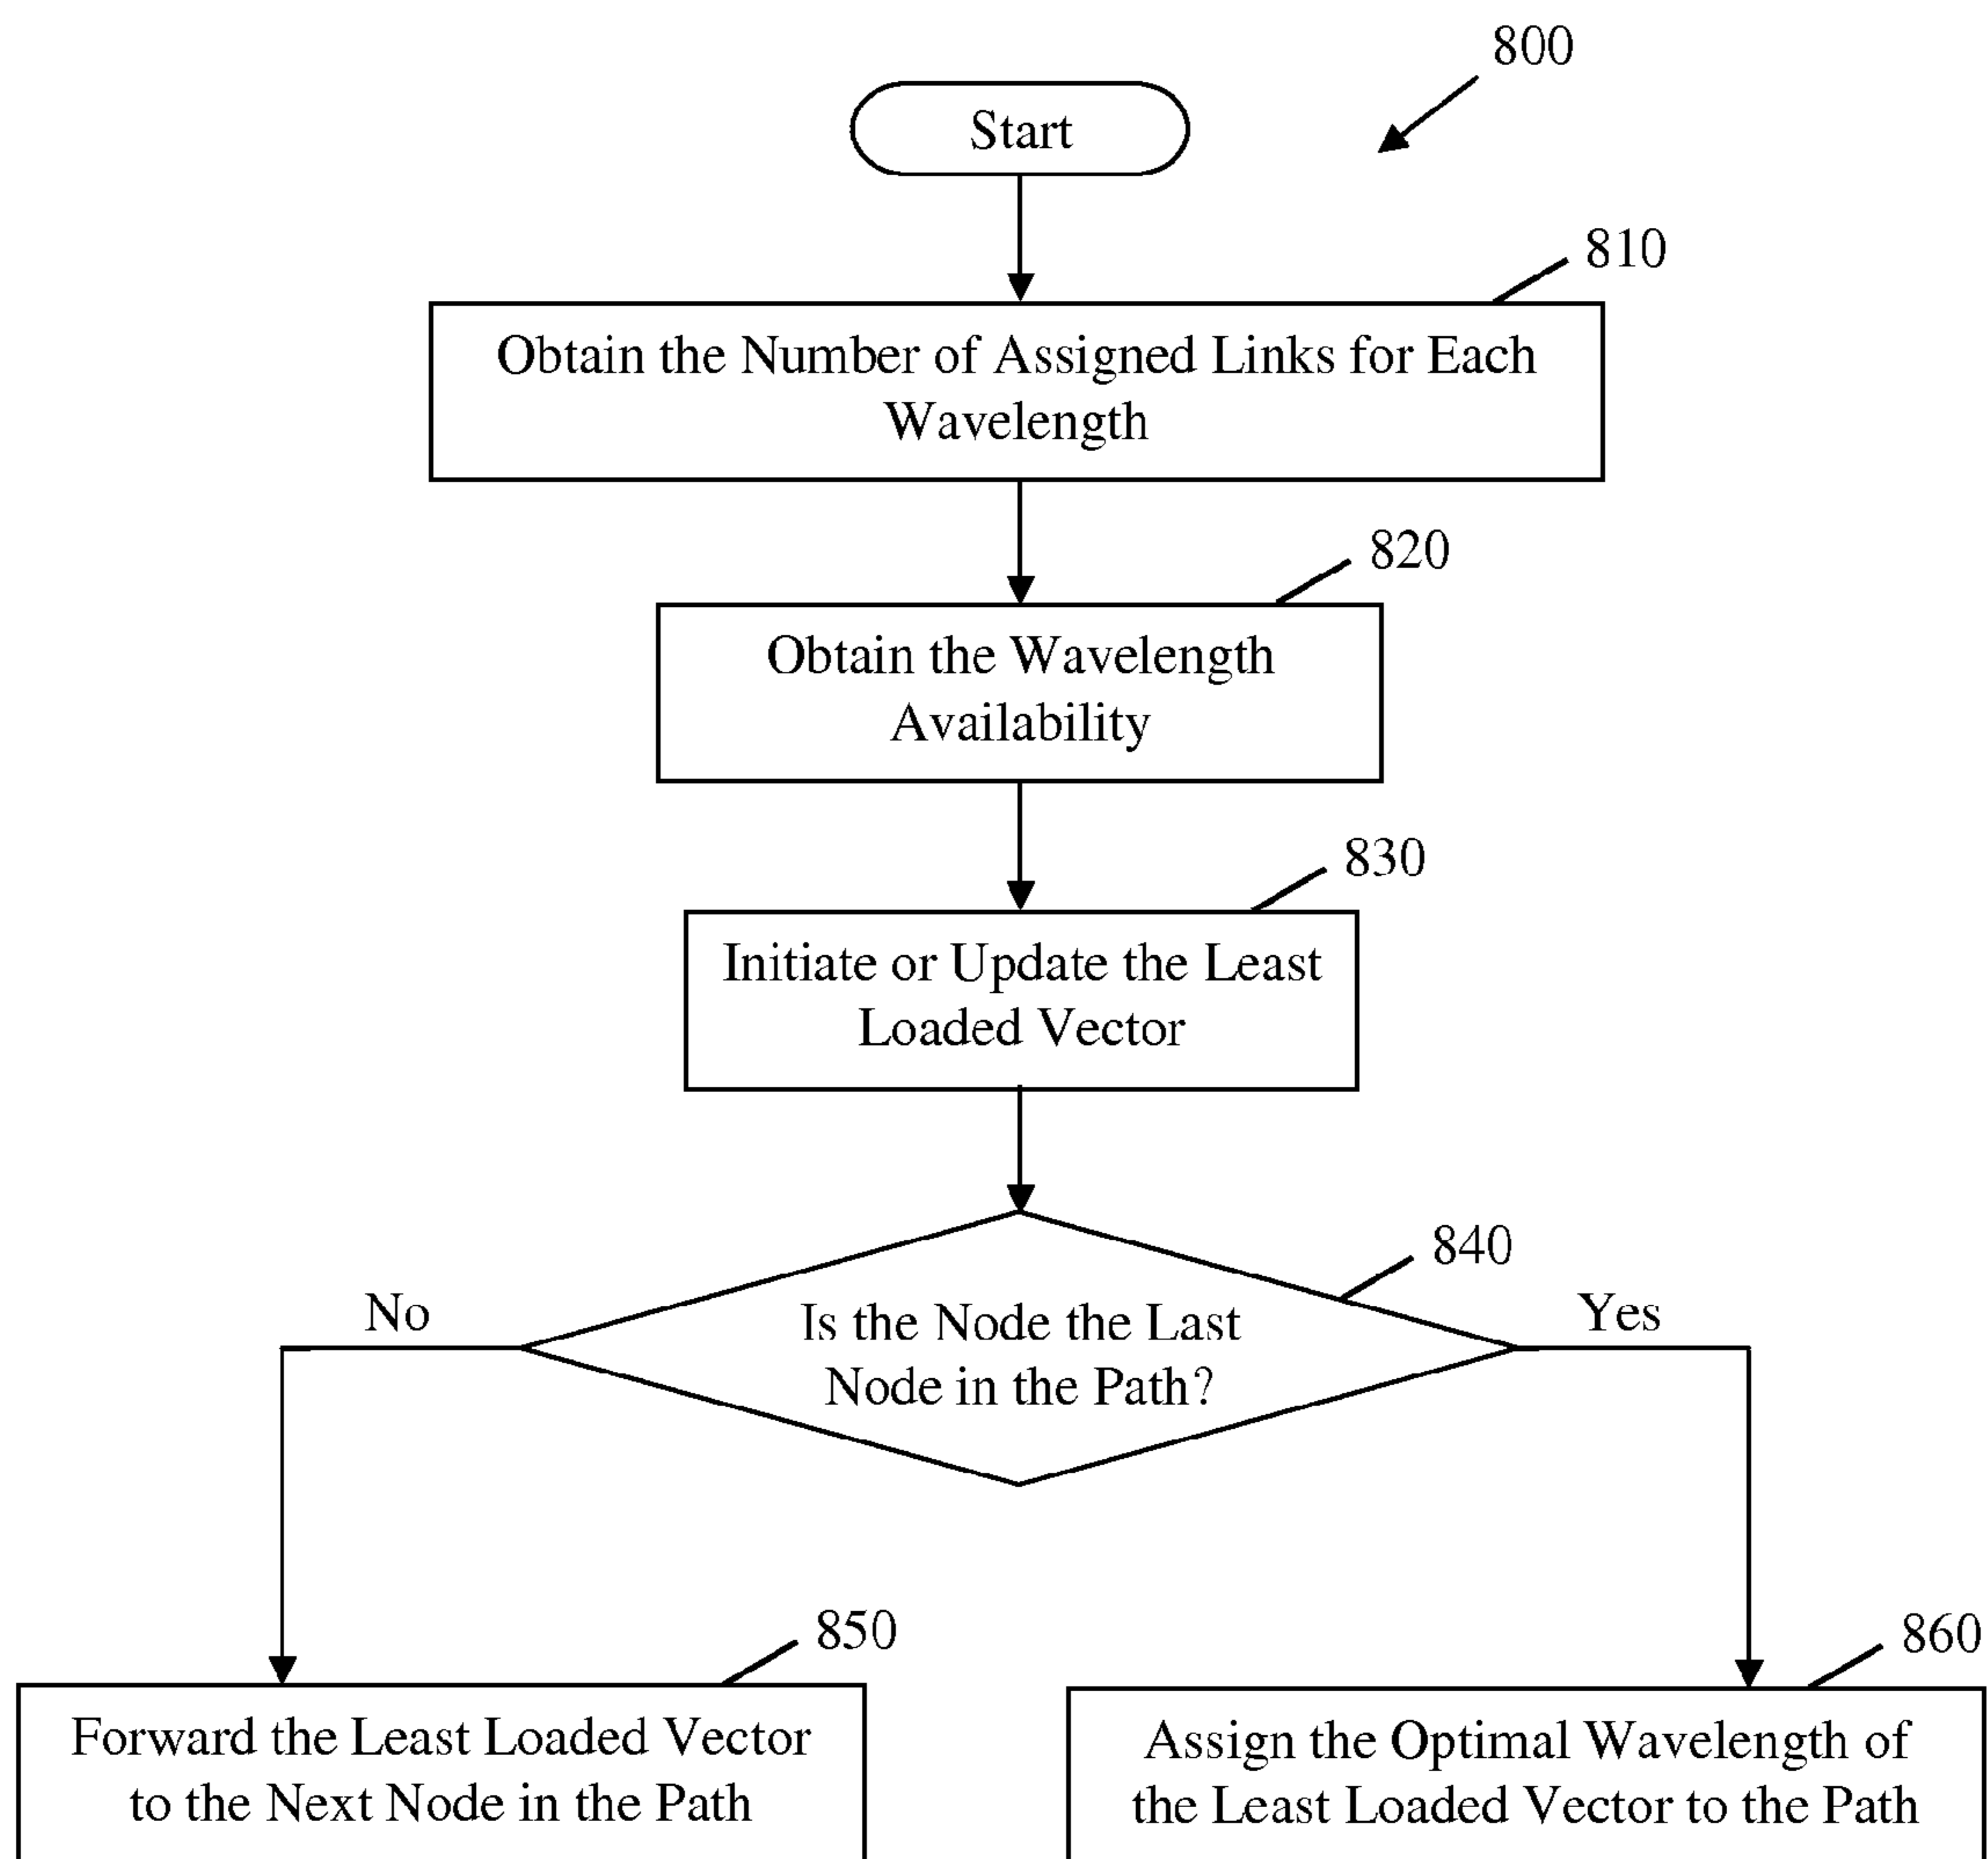 800
Start
810
Obtain the Number of Assigned Links for Each
Wavelength
820
Obtain the Wavelength
Availability
830
Initiate or Update the Least
Loaded Vector
840
No
Is the Node the Last
Node in the Path?
Yes
850
Forward the Least Loaded Vector
to the Next Node in the Path
860
Assign the Optimal Wavelength of
the Least Loaded Vector to the Path